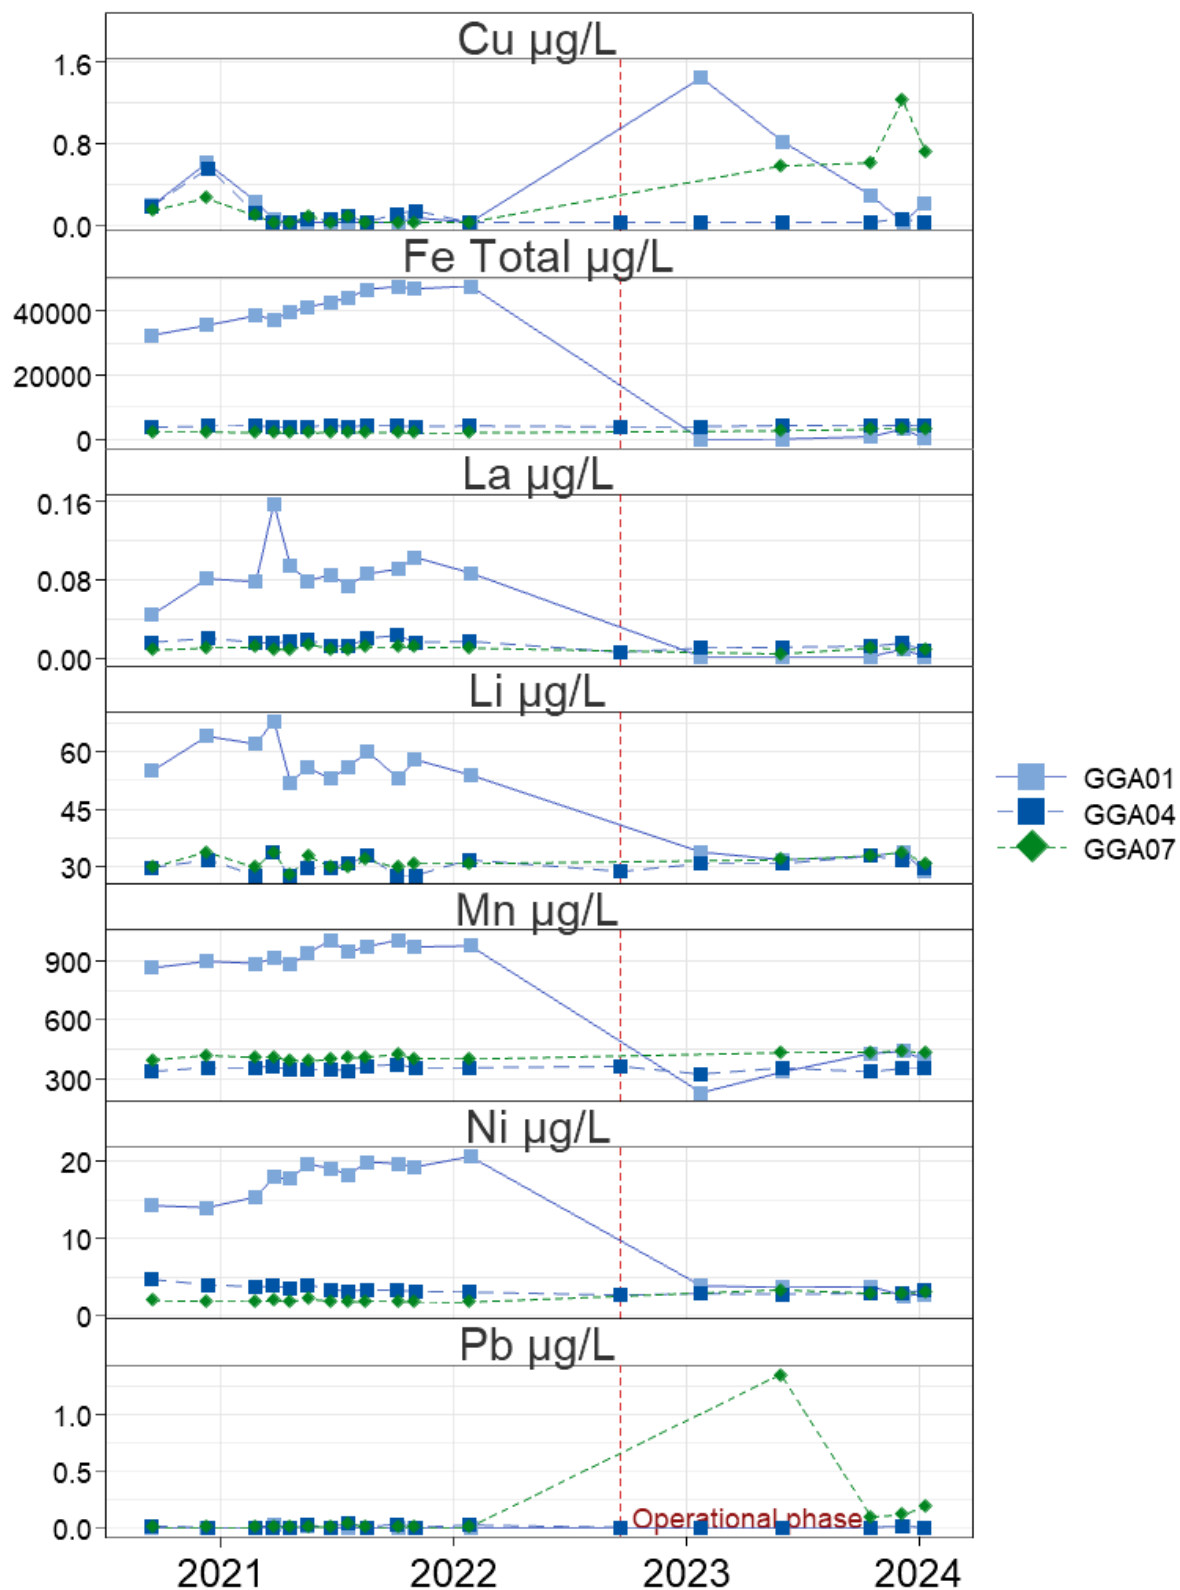 Cu µg/L
1.6
0.8
0.0
Fe Total µg/L
40000
20000
0
La µg/L
0.16
0.08
0.00
Li µg/L
60
45
30
Mn µg/L
900
600
300
Ni µg/L
20
10
0
Pb µg/L
1.0
0.5
0.0
Operational phase
2021 2022 2023 2024
GGA01
GGA04
GGA07